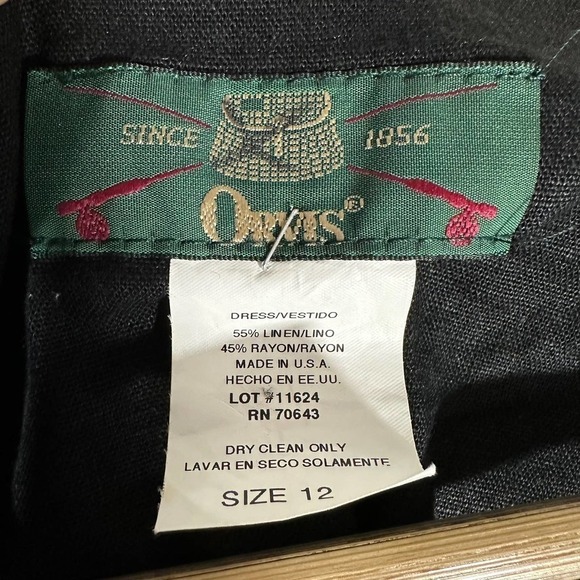 SINCE 1856
ORVIS®
DRESS/VESTIDO
55% LINEN/LINO
45% RAYON/RAYON
MADE IN U.S.A.
HECHO EN EE.UU.
LOT #11624
RN 70643
DRY CLEAN ONLY
LAVAR EN SECO SOLAMENTE
SIZE 12